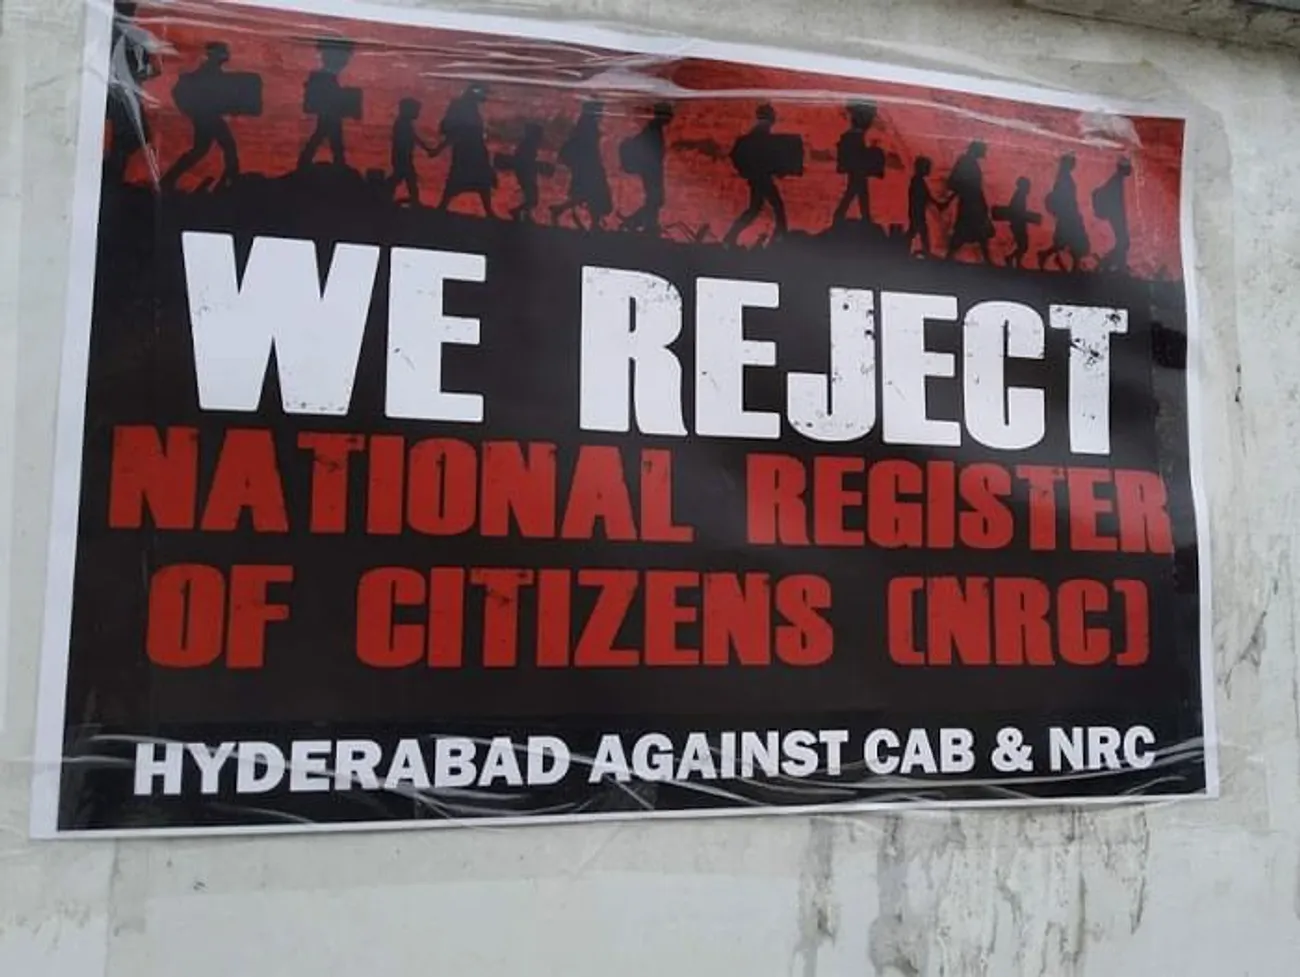 WE REJECT
NATIONAL REGISTER
OF CITIZENS (NRC)
HYDERABAD AGAINST CAB & NRC